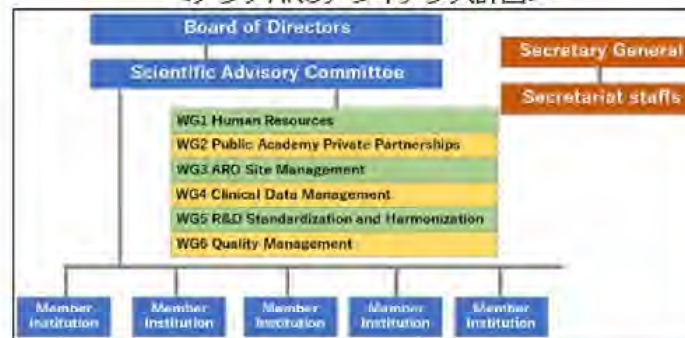 Board of Directors
Scientific Advisory Committee
Secretary General
Secretariat staffs
WG1 Human Resources
WG2 Public Academy Private Partnerships
WG3 ARO Site Management
WG4 Clinical Data Management
WG5 R&D Standardization and Harmonization
WG6 Quality Management
Member Institution
Member Institution
Member Institution
Member Institution
Member Institution